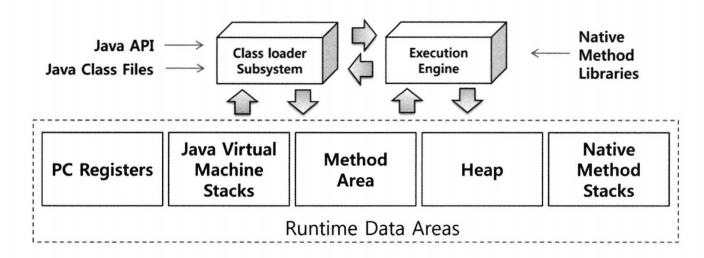 Java API
Java Class Files
Class loader
Subsystem
Execution
Engine
Native
Method
Libraries
PC Registers
Java Virtual
Machine
Stacks
Method
Area
Heap
Native
Method
Stacks
Runtime Data Areas